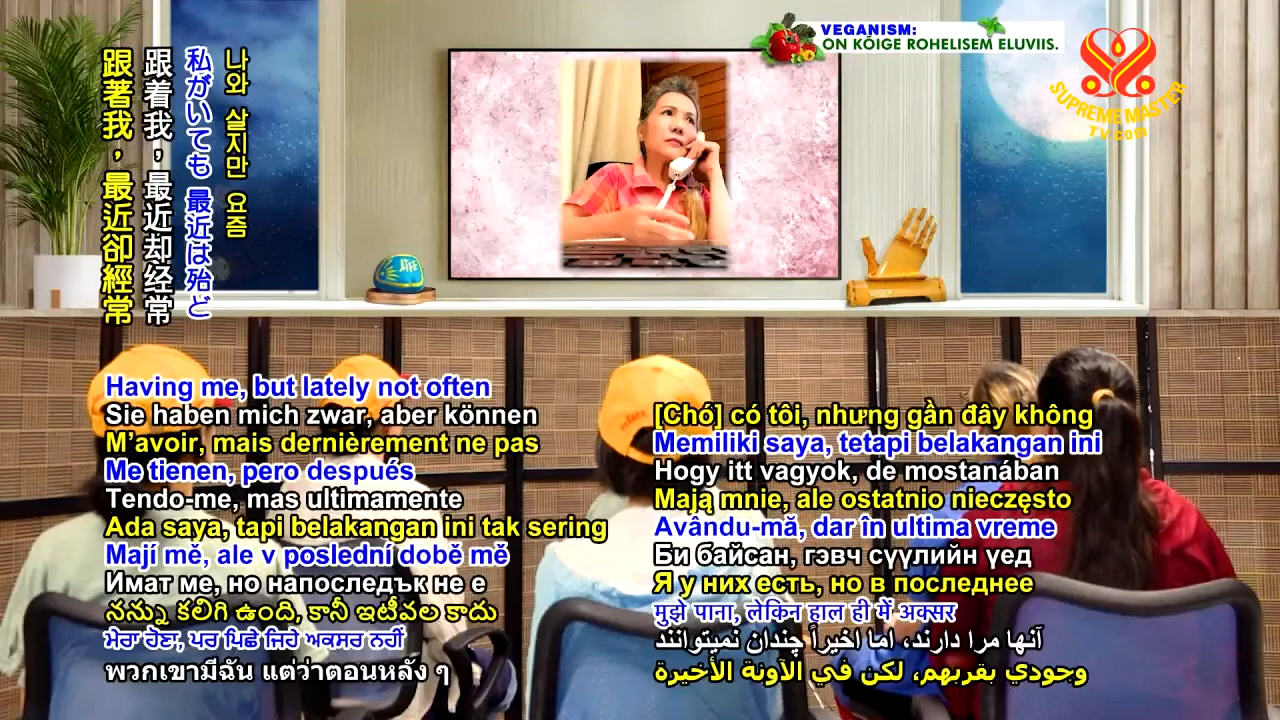 VEGANISM:
ON KÕIGE ROHELISEM ELUVIIS.
SUPREME MASTER
TV.com
跟著我，最近卻經常
跟着我，最近却经常
私がいても 最近は殆ど
나와 살지만 요즘
Having me, but lately not often
Sie haben mich zwar, aber können
M’avoir, mais dernièrement ne pas
Me tienen, pero después
Tendo-me, mas ultimamente
Ada saya, tapi belakangan ini tak sering
Mají mě, ale v poslední době mě
Имат ме, но напоследък не е
నన్ను కలిగి ఉంది, కానీ ఇటీవల కాదు
ਮੇਰਾ ਹੋਣਾ, ਪਰ ਪਿਛੇ ਜਿਹੇ ਅਕਸਰ ਨਹੀਂ
พวกเขามีฉัน แต่ว่าตอนหลัง ๆ
[Chó] có tôi, nhưng gần đây không
Memiliki saya, tetapi belakangan ini
Hogy itt vagyok, de mostanában
Mają mnie, ale ostatnio nieczęsto
Avându-mă, dar în ultima vreme
Би байсан, гэвч сүүлийн үед
Я у них есть, но в последнее
मुझे पाना, लेकिन हाल ही में अक्सर
آنها مرا دارند، اما اخیراً چندان نمیتوانند
وجودي بقربهم، لكن في الآونة الأخيرة